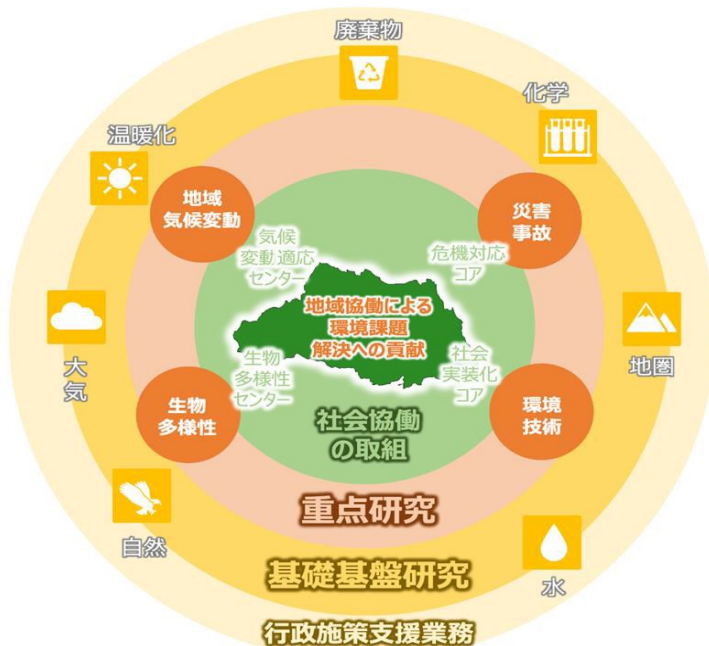 廃棄物
化学
温暖化
地域
気候変動
災害
事故
気候
変動適応
センター
危機対応
コア
地域協働による
環境課題
解決への貢献
大
気
地圏
生物
多様性
センター
社会
実装化
コア
生物
多様性
環境
技術
社会協働
の取組
重点研究
自然
水
基礎基盤研究
行政施策支援業務